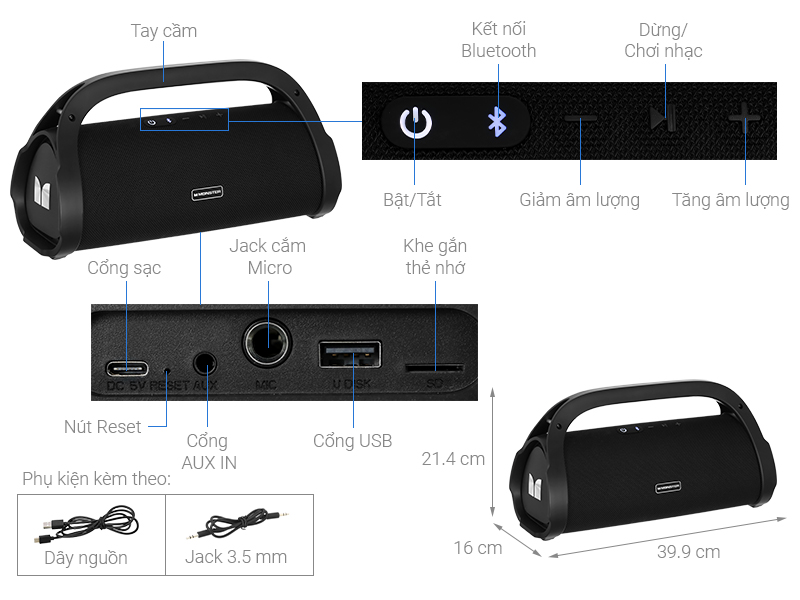 Tay cầm
Kết nối
Bluetooth
Dừng/
Chơi nhạc
Bật/Tắt
Giảm âm lượng
Tăng âm lượng
MONSTER
Cổng sạc
Jack cắm
Micro
Khe gắn
thẻ nhớ
DC 5V RESET AUX MIC U DISK SD
Nút Reset
Cổng
AUX IN
Cổng USB
Phụ kiện kèm theo:
Dây nguồn
Jack 3.5 mm
21.4 cm
16 cm
39.9 cm
MONSTER